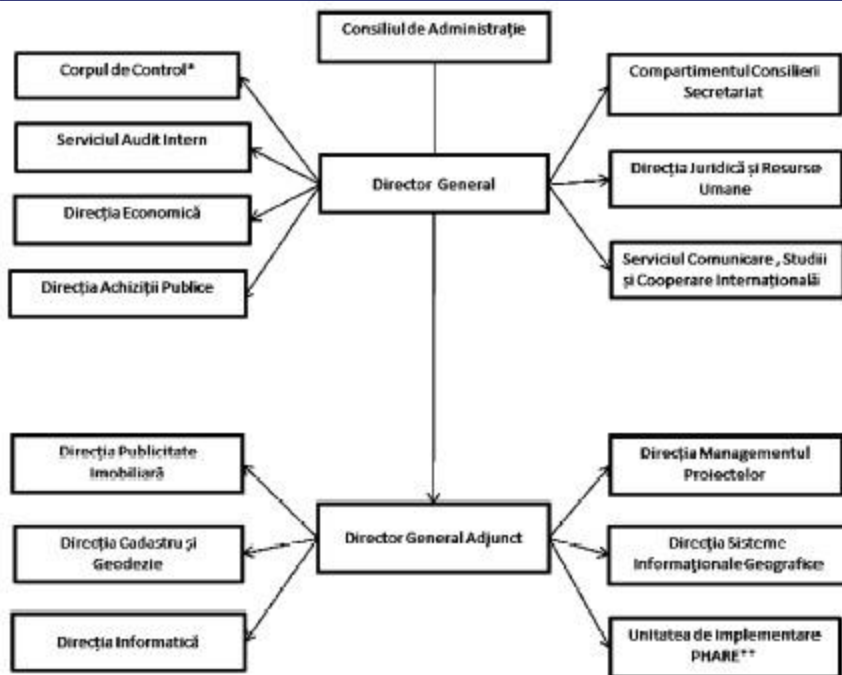 Consiliul de Administrație
Corpul de Control*
Compartimentul Consilierii
Secretariat
Serviciul Audit Intern
Director General
Direcția Juridică și Resurse
Umane
Direcția Economică
Serviciul Comunicare, Studii
și Cooperare Internațională
Direcția Achiziții Publice
Direcția Publicitate
Imobiliară
Direcția Managementul
Proiectelor
Director General Adjunct
Direcția Cadastru și
Geodezie
Direcția Sisteme
Informaționale Geografice
Direcția Informatică
Unitatea de Implementare
PHARE**